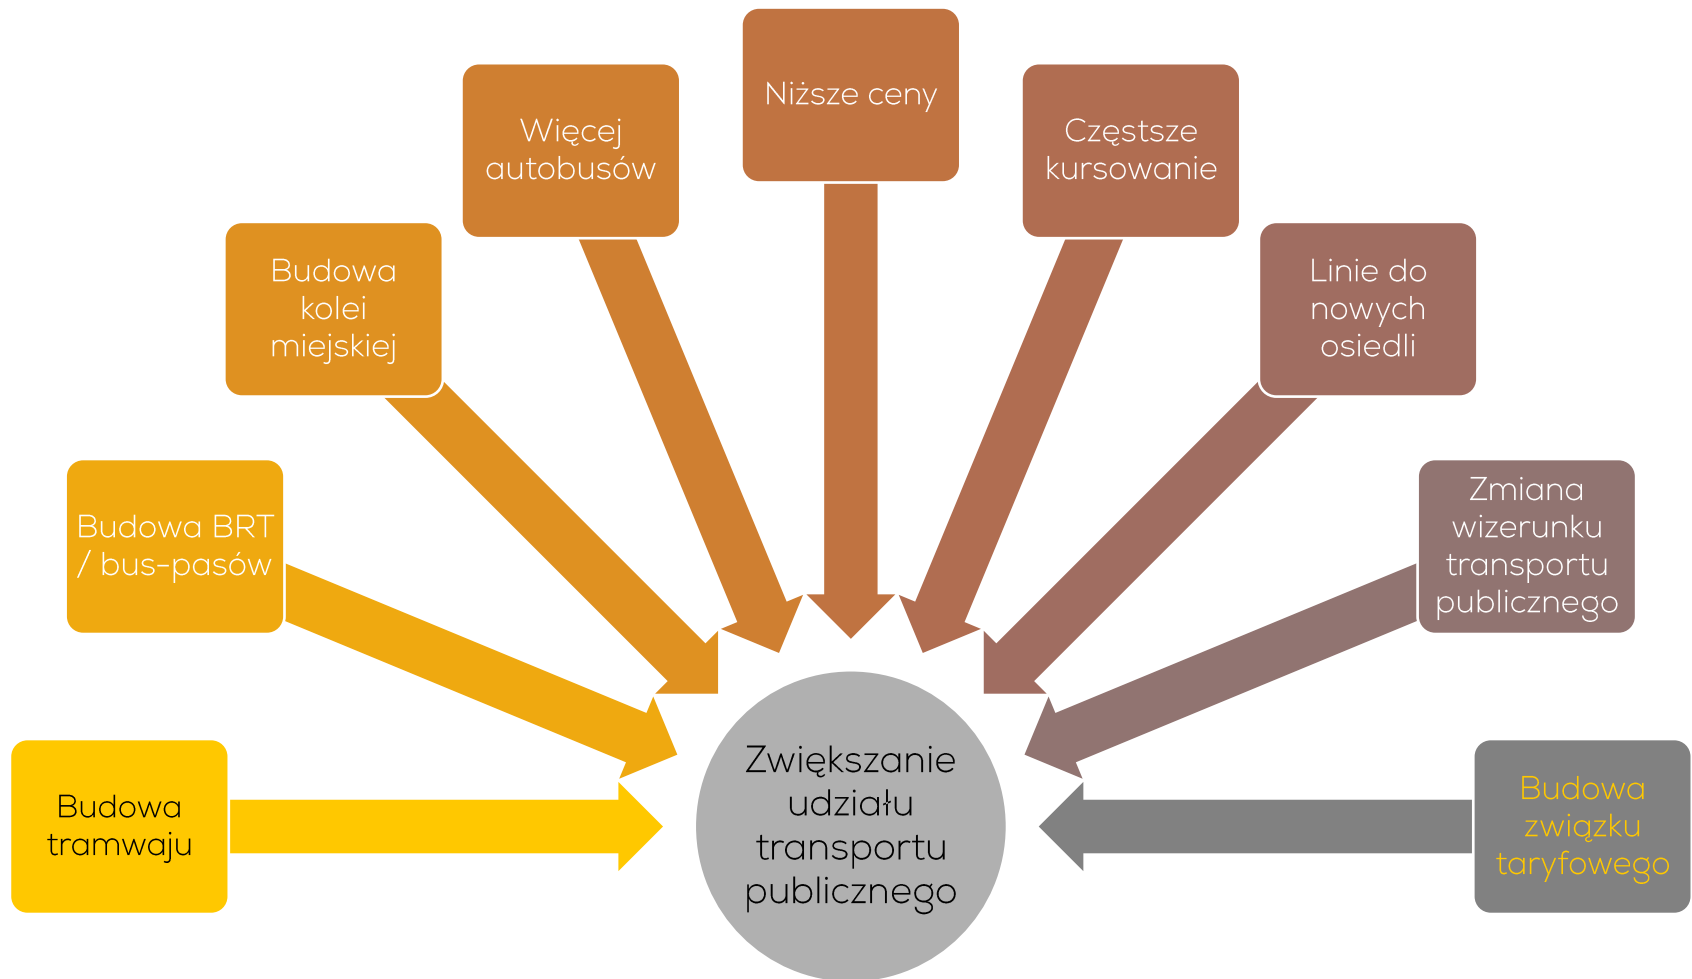 Niższe ceny
Więcej
autobusów
Częstsze
kursowanie
Budowa
kolei
miejskiej
Linie do
nowych
osiedli
Budowa BRT
/ bus-pasów
Zmiana
wizerunku
transportu
publicznego
Budowa
tramwaju
Zwiększanie
udziału
transportu
publicznego
Budowa
związku
taryfowego